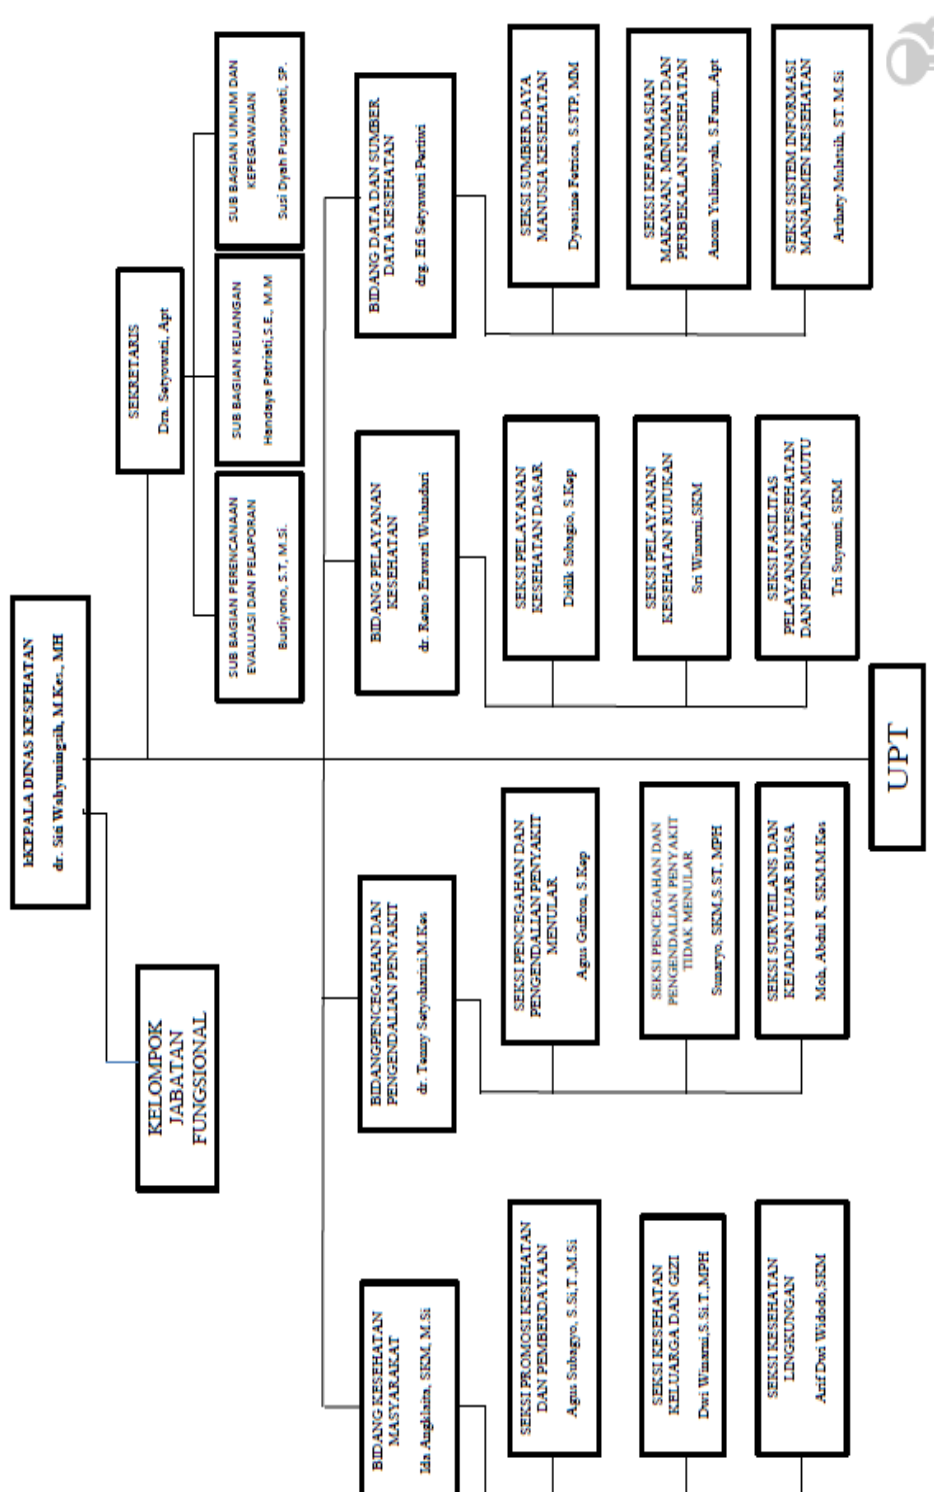 kKEPALA DINAS KESEHATAN
dr. Siti Wahyuningsih, M.Kes., MH
KELOMPOK
JABATAN
FUNGSIONAL
SEKRETARIS
Dra. Setyowati, Apt
SUB BAGIAN PERENCANAAN
EVALUASI DAN PELAPORAN
Budiyono, S.T, M.Si.
SUB BAGIAN KEUANGAN
Handaya Patriati,S.E., M.M
SUB BAGIAN UMUM DAN
KEPEGAWAIAN
Susi Dyah Puspowati, SP.
BIDANG KESEHATAN
MASYARAKAT
Ida Angklaita, SKM, M.Si
BIDANGPENCEGAHAN DAN
PENGENDALIAN PENYAKIT
dr. Tenny Setyoharini,M.Kes
BIDANG PELAYANAN
KESEHATAN
dr. Retno Erawati Wulandari
BIDANG DATA DAN SUMBER
DATA KESEHATAN
drg. Efi Setyawati Pertiwi
SEKSI PROMOSI KESEHATAN
DAN PEMBERDAYAAN
Agus Subagyo, S.Si,T.,M.Si
SEKSI KESEHATAN
KELUARGA DAN GIZI
Dwi Winarni,S.Si.T.,MPH
SEKSI KESEHATAN
LINGKUNGAN
Arif Dwi Widodo,SKM
SEKSI PENCEGAHAN DAN
PENGENDALIAN PENYAKIT
MENULAR
Agus Gufron, S.Kep
SEKSI PENCEGAHAN DAN
PENGENDALIAN PENYAKIT
TIDAK MENULAR
Sunaryo, SKM,S.ST, MPH
SEKSI SURVEILANS DAN
KEJADIAN LUAR BIASA
Moh. Abdul R, SKM.M.Kes
SEKSI PELAYANAN
KESEHATAN DASAR
Didik Subagio, S.Kep
SEKSI PELAYANAN
KESEHATAN RUJUKAN
Sri Winarni,SKM
SEKSI FASILITAS
PELAYANAN KESEHATAN
DAN PENINGKATAN MUTU
Tri Suyamti, SKM
SEKSI SUMBER DAYA
MANUSIA KESEHATAN
Dyeasine Fetrica, S.STP, MM
SEKSI KEFARMASIAN
MAKANAN, MINUMAN DAN
PERBEKALAN KESEHATAN
Anom Yuliansyah, S.Farm.,Apt
SEKSI SISTEM INFORMASI
MANAJEMEN KESEHATAN
ST. M.Si
UPT